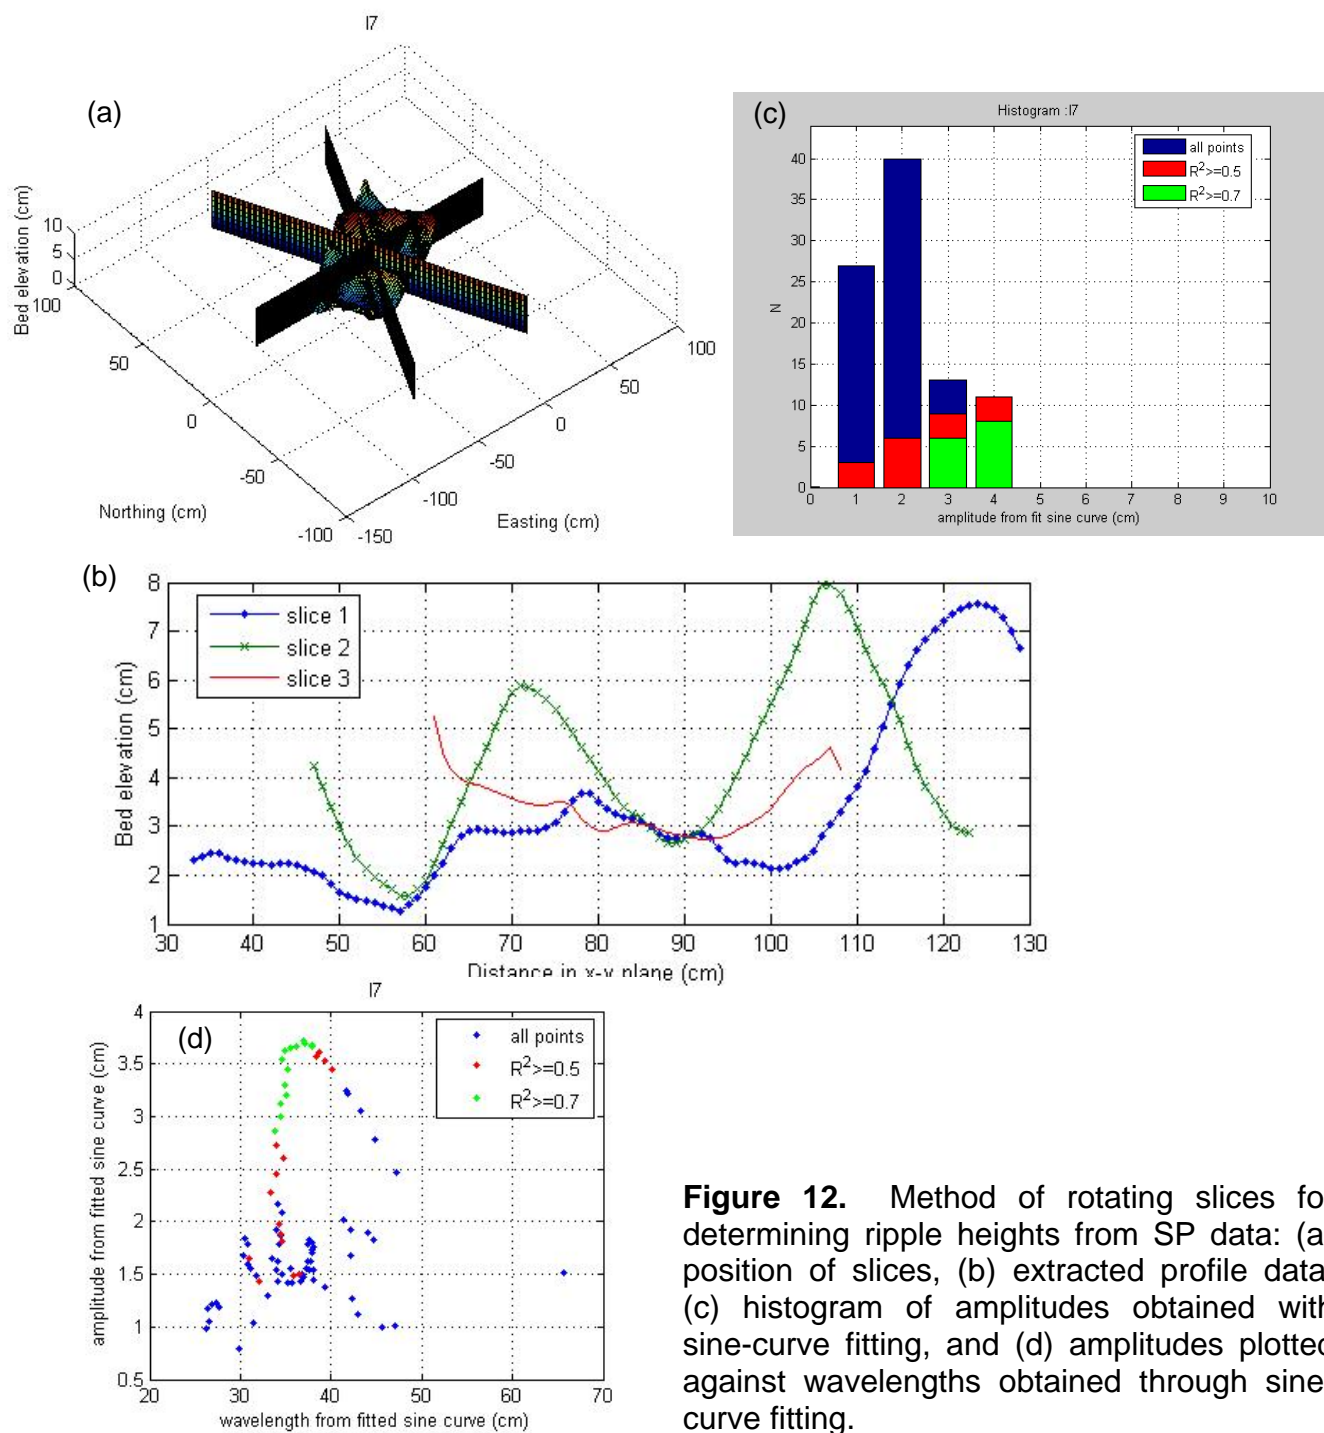 I7
(a)
Bed elevation (cm)
10
5
0
100
50
0
-50
-100
Northing (cm)
-150
-100
-50
0
50
100
Easting (cm)
(c)
Histogram :I7
all points
R^2>=0.5
R^2>=0.7
N
40
35
30
25
20
15
10
5
0
0 1 2 3 4 5 6 7 8 9 10
amplitude from fit sine curve (cm)
(b)
slice 1
slice 2
slice 3
Bed elevation (cm)
8
7
6
5
4
3
2
1
30 40 50 60 70 80 90 100 110 120 130
Distance in x-y plane (cm)
I7
(d)
all points
R^2>=0.5
R^2>=0.7
amplitude from fitted sine curve (cm)
4
3.5
3
2.5
2
1.5
1
0.5
20 30 40 50 60 70
wavelength from fitted sine curve (cm)
Figure 12. Method of rotating slices fo
determining ripple heights from SP data: (a
position of slices, (b) extracted profile data
(c) histogram of amplitudes obtained with
sine-curve fitting, and (d) amplitudes plotted
against wavelengths obtained through sine
curve fitting.